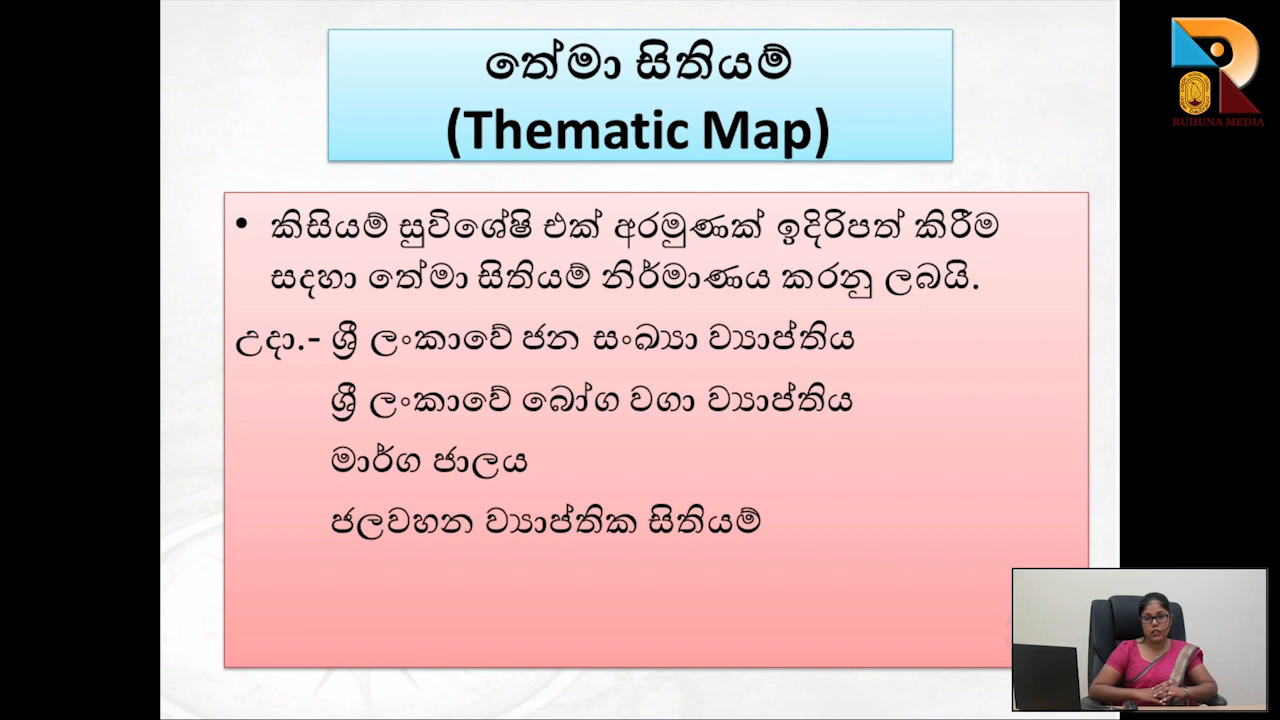 තේමා සිතියම්
(Thematic Map)
RUHUNA MEDIA
• කිසියම් සුවිශේෂි එක් අරමුණක් ඉදිරිපත් කිරීම
සදහා තේමා සිතියම් නිර්මාණය කරනු ලබයි.
උදා.- ශ්‍රී ලංකාවේ ජන සංඛ්‍යා ව්‍යාප්තිය
ශ්‍රී ලංකාවේ බෝග වගා ව්‍යාප්තිය
මාර්ග ජාලය
ජලවහන ව්‍යාප්තික සිතියම්